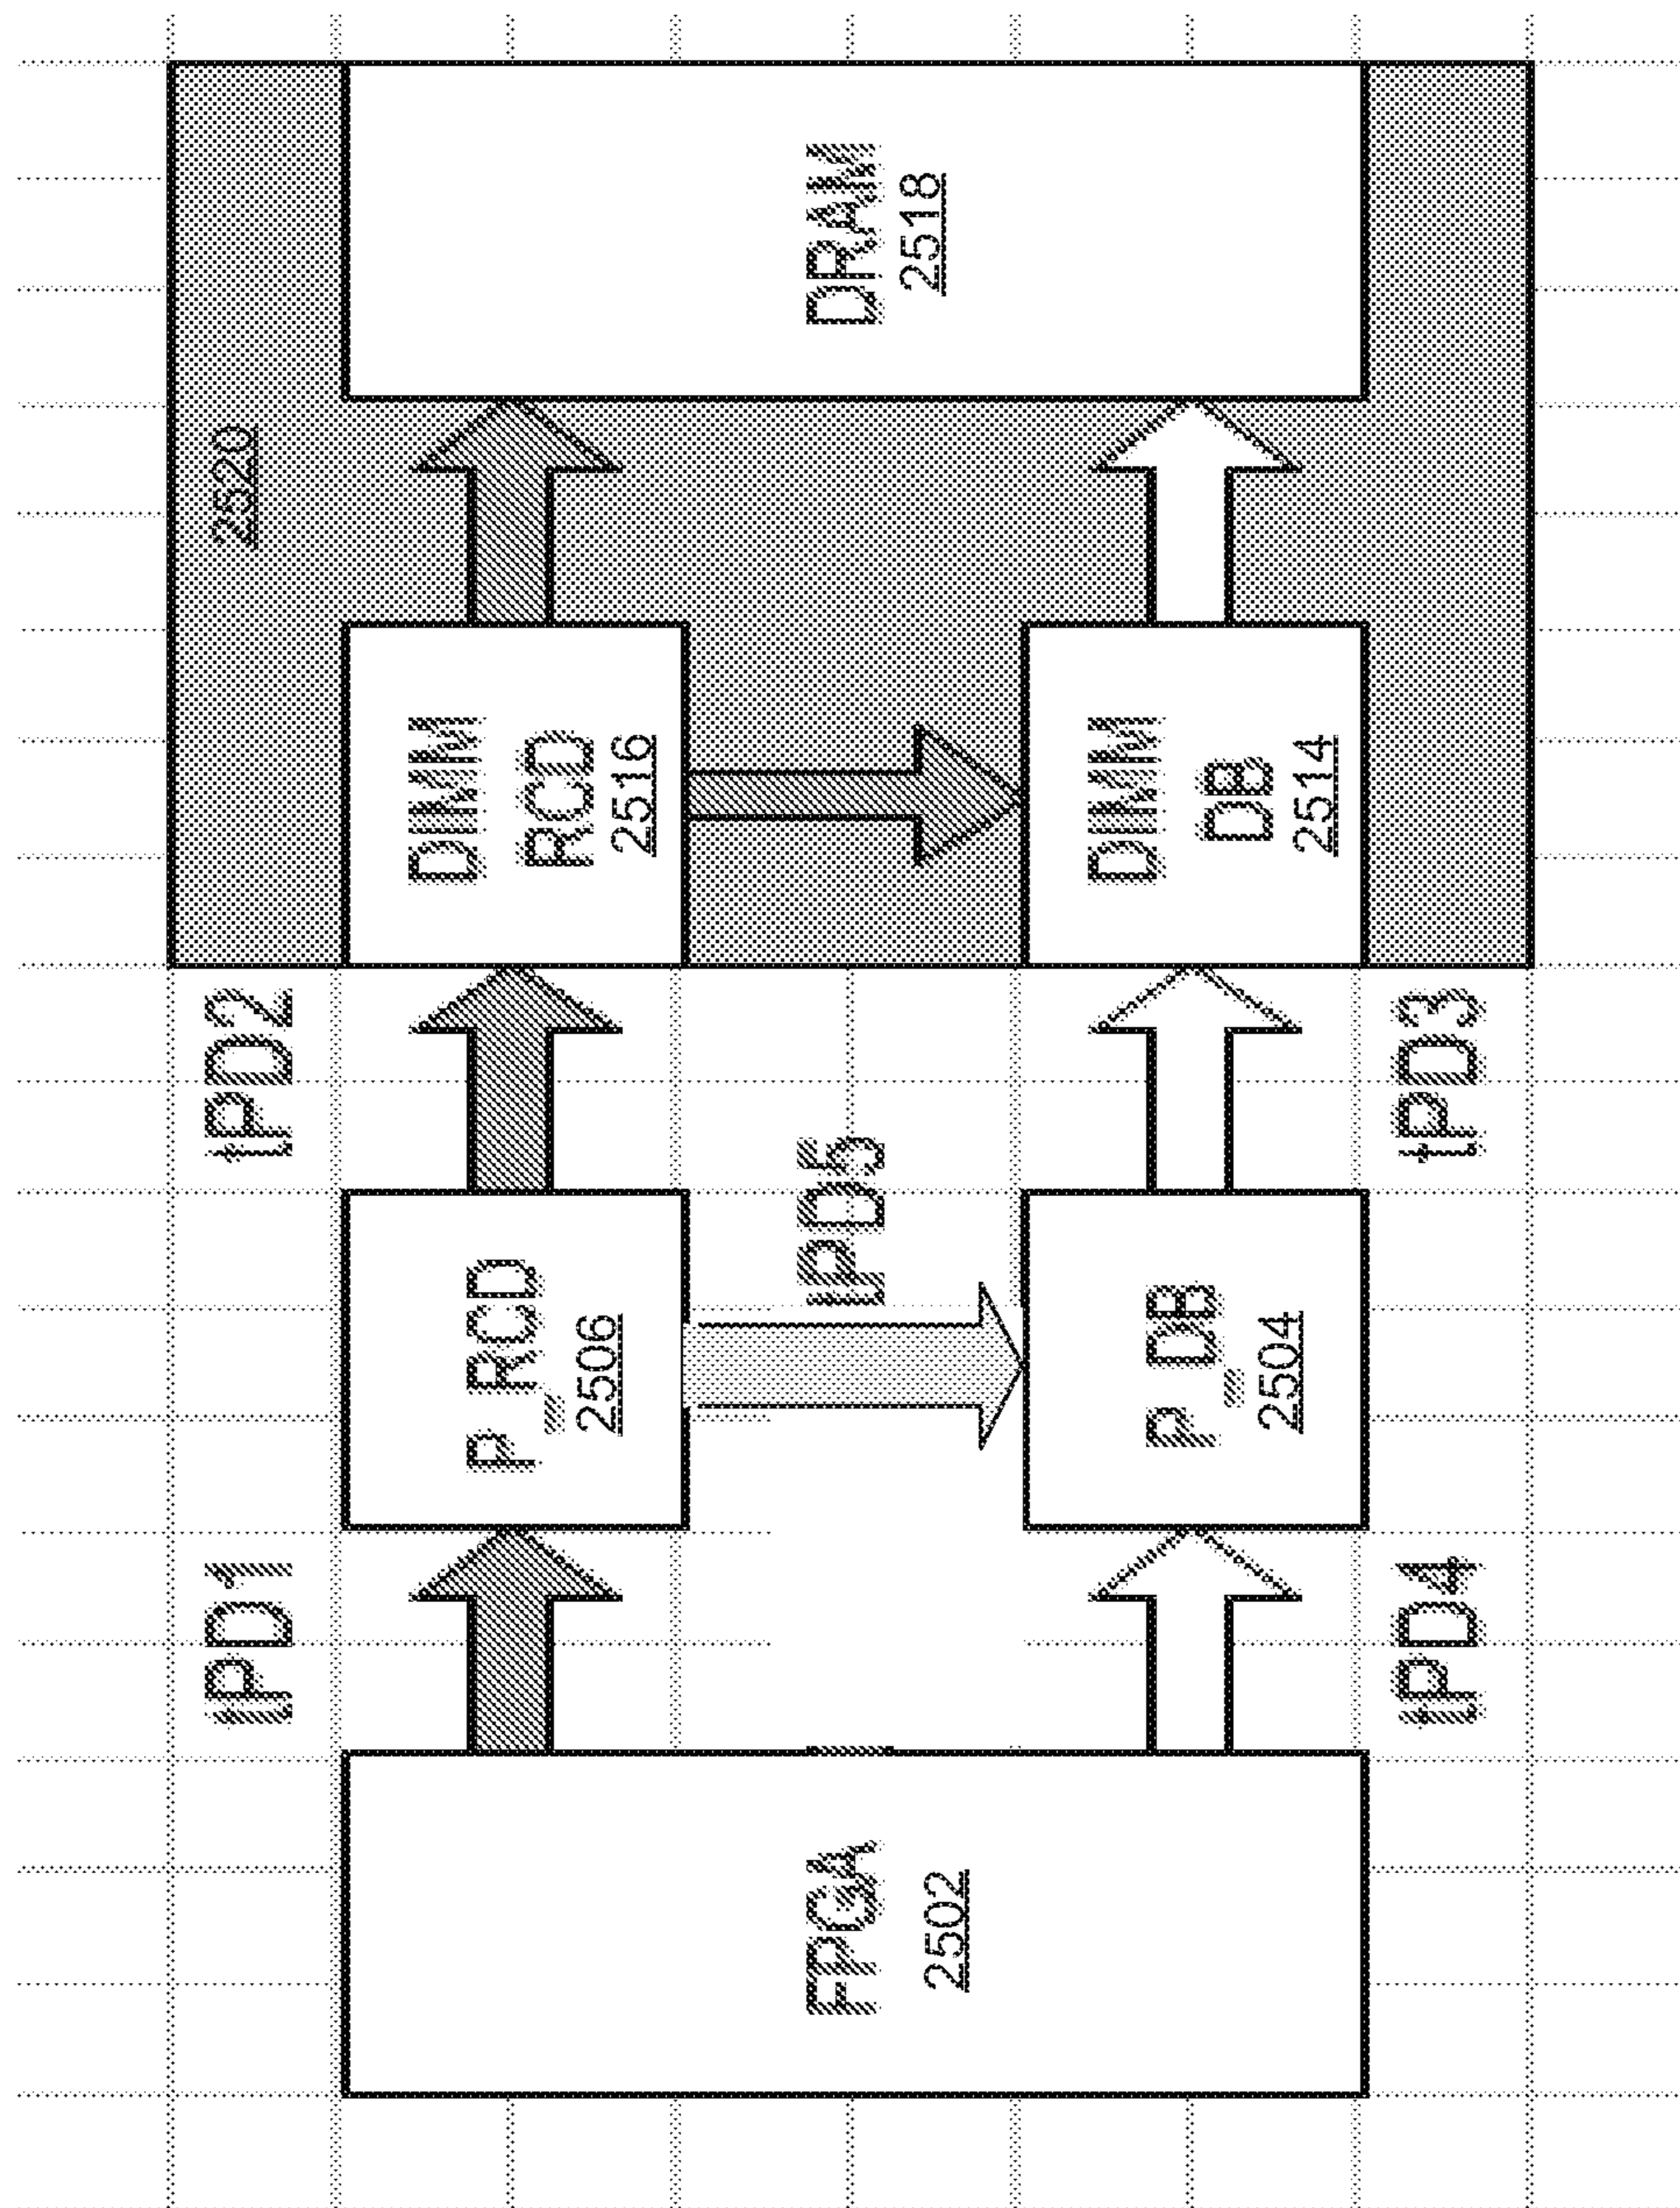 tPD1
tPD2
2520
P_RCD
2506
DIMM
RCD
2516
FPGA
2502
tPD5
DRAM
2518
P_DB
2504
DIMM
DB
2514
tPD4
tPD3